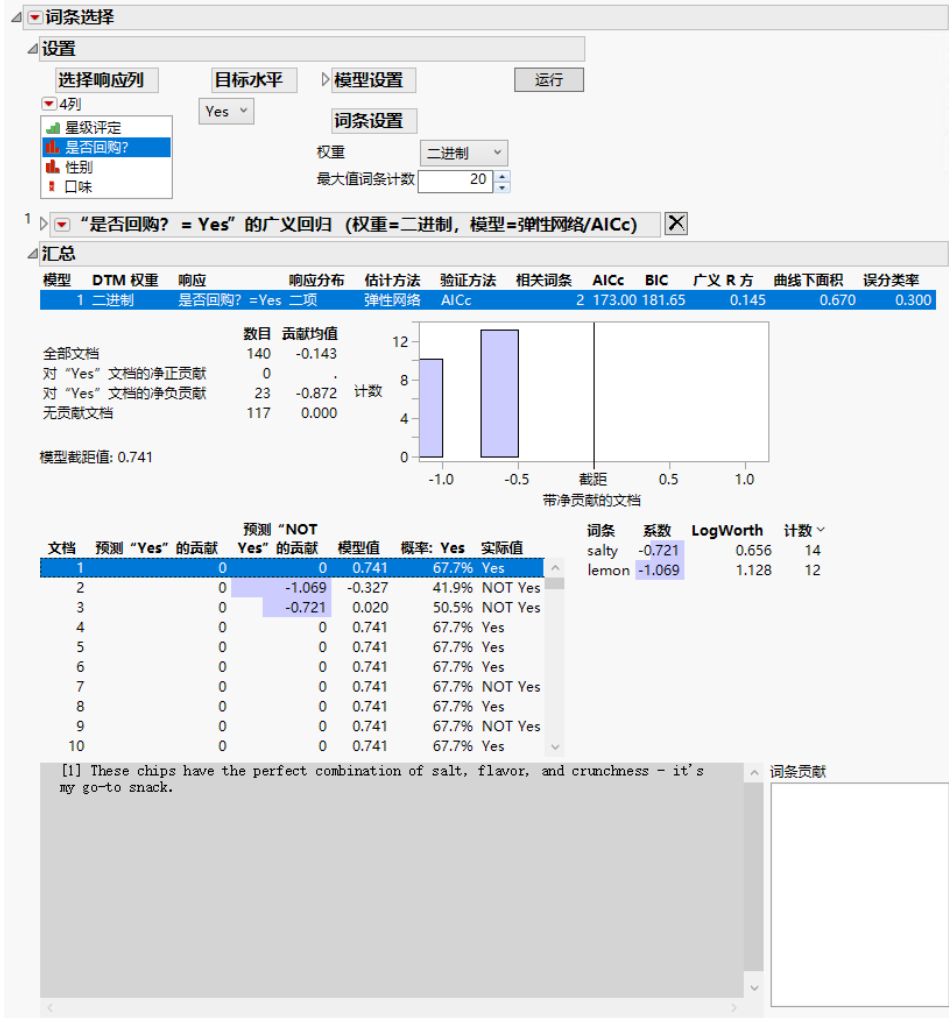 词条选择
设置
选择响应列 目标水平 模型设置 运行
4列 Yes
星级评定
是否回购?
性别
口味
词条设置
权重 二进制
最大值词条计数 20
1 “是否回购? = Yes”的广义回归 (权重=二进制, 模型=弹性网络/AICc)
汇总
模型 DTM 权重 响应 响应分布 估计方法 验证方法 相关词条 AICc BIC 广义 R 方 曲线下面积 误分类率
1 二进制 是否回购? =Yes 二项 弹性网络 AICc 2 173.00 181.65 0.145 0.670 0.300
数目 贡献均值
全部文档 140 -0.143
对 “Yes” 文档的净正贡献 0 .
对 “Yes” 文档的净负贡献 23 -0.872
无贡献文档 117 0.000
模型截距值: 0.741
计数
12
8
4
0
-1.0 -0.5 截距 0.5 1.0
带净贡献的文档
文档 预测 “Yes” 的贡献 预测 “NOT Yes” 的贡献 模型值 概率: Yes 实际值
1 0 0 0.741 67.7% Yes
2 0 -1.069 -0.327 41.9% NOT Yes
3 0 -0.721 0.020 50.5% NOT Yes
4 0 0 0.741 67.7% Yes
5 0 0 0.741 67.7% Yes
6 0 0 0.741 67.7% Yes
7 0 0 0.741 67.7% NOT Yes
8 0 0 0.741 67.7% Yes
9 0 0 0.741 67.7% NOT Yes
10 0 0 0.741 67.7% Yes
词条 系数 LogWorth 计数
salty -0.721 0.656 14
lemon -1.069 1.128 12
[1] These chips have the perfect combination of salt, flavor, and crunchness - it's
my go-to snack.
词条贡献